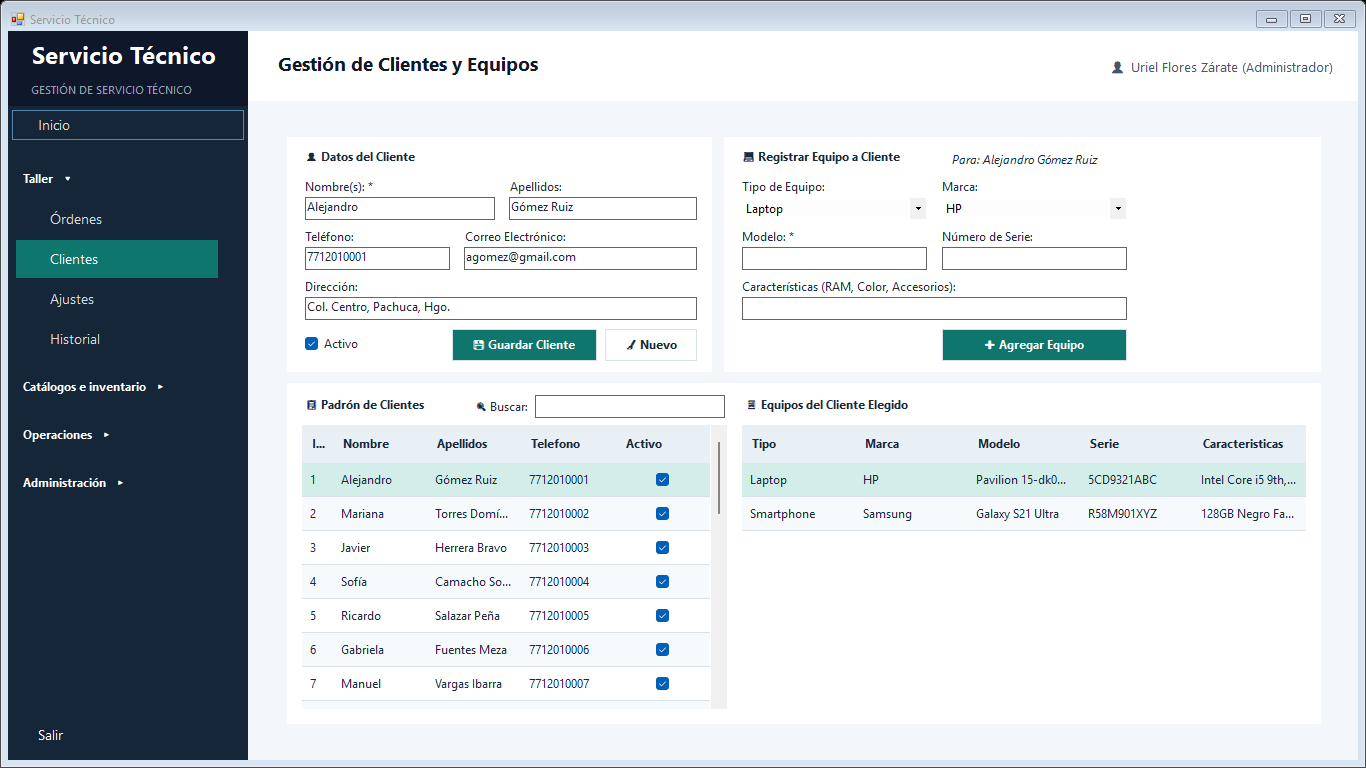 Servicio Técnico
Servicio Técnico
GESTIÓN DE SERVICIO TÉCNICO
Inicio
Taller
Órdenes
Clientes
Ajustes
Historial
Catálogos e inventario
Operaciones
Administración
Salir
Gestión de Clientes y Equipos
Uriel Flores Zárate (Administrador)
Datos del Cliente
Nombre(s): * Apellidos:
Alejandro Gómez Ruiz
Teléfono: Correo Electrónico:
7712010001 agomez@gmail.com
Dirección:
Col. Centro, Pachuca, Hgo.
Activo Guardar Cliente Nuevo
Registrar Equipo a Cliente Para: Alejandro Gómez Ruiz
Tipo de Equipo: Marca:
Laptop HP
Modelo: * Número de Serie:
Características (RAM, Color, Accesorios):
Agregar Equipo
Padrón de Clientes Buscar:
I... Nombre Apellidos Telefono Activo
1 Alejandro Gómez Ruiz 7712010001
2 Mariana Torres Domí... 7712010002
3 Javier Herrera Bravo 7712010003
4 Sofía Camacho So... 7712010004
5 Ricardo Salazar Peña 7712010005
6 Gabriela Fuentes Meza 7712010006
7 Manuel Vargas Ibarra 7712010007
Equipos del Cliente Elegido
Tipo Marca Modelo Serie Caracteristicas
Laptop HP Pavilion 15-dk0... 5CD9321ABC Intel Core i5 9th,...
Smartphone Samsung Galaxy S21 Ultra R58M901XYZ 128GB Negro Fa...